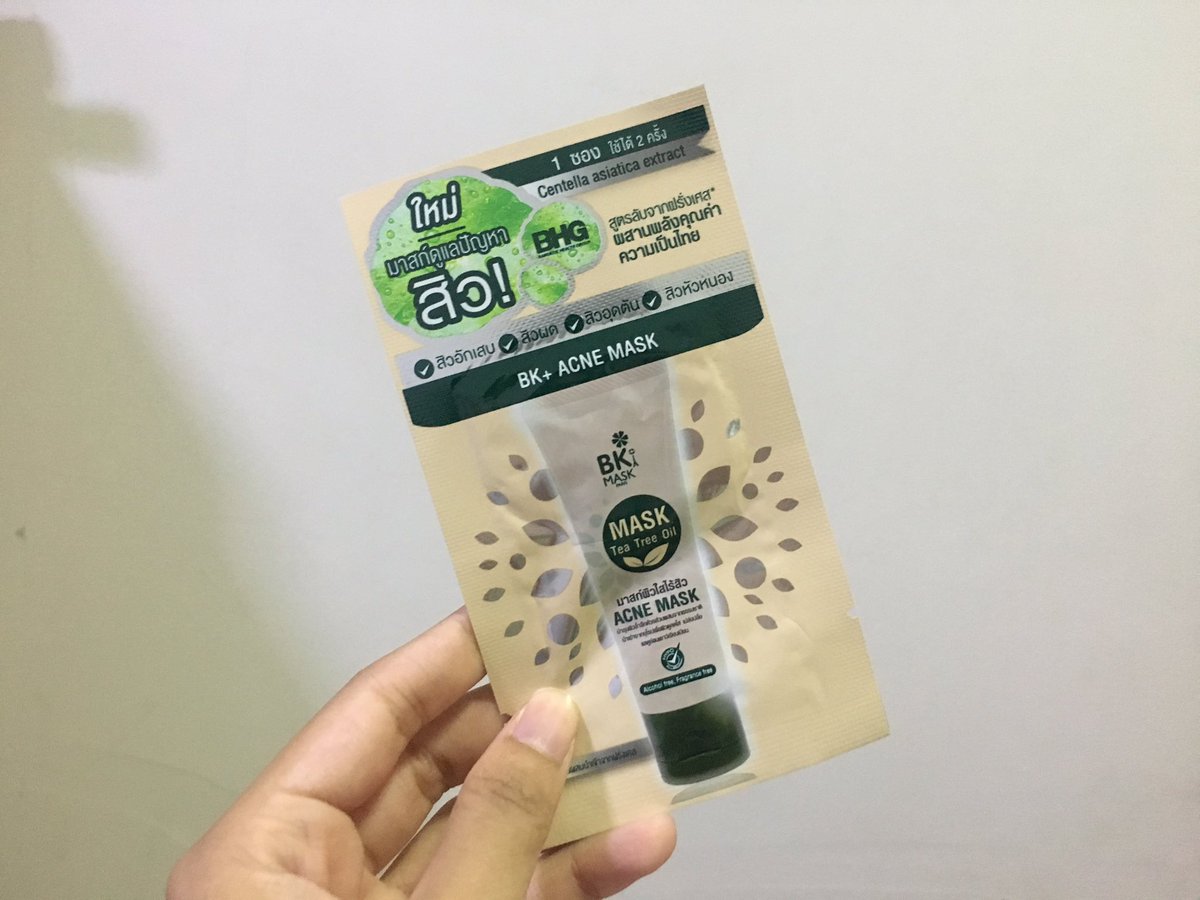 1 ซอง ใช้ได้ 2 ครั้ง
Centella asiatica extract
ใหม่
มาสก์ดูแลปัญหา
สิว!
BHG
สูตรลับจากฝรั่งเศส*
ผสานพลังคุณค่า
ความเป็นไทย
สิวอักเสบ สิวผด สิวอุดตัน สิวหัวหนอง
BK+ ACNE MASK
BK
MASK
MASK
Tea Tree Oil
มาสก์ผิวใสไร้สิว
ACNE MASK
Alcohol free, Fragrance free